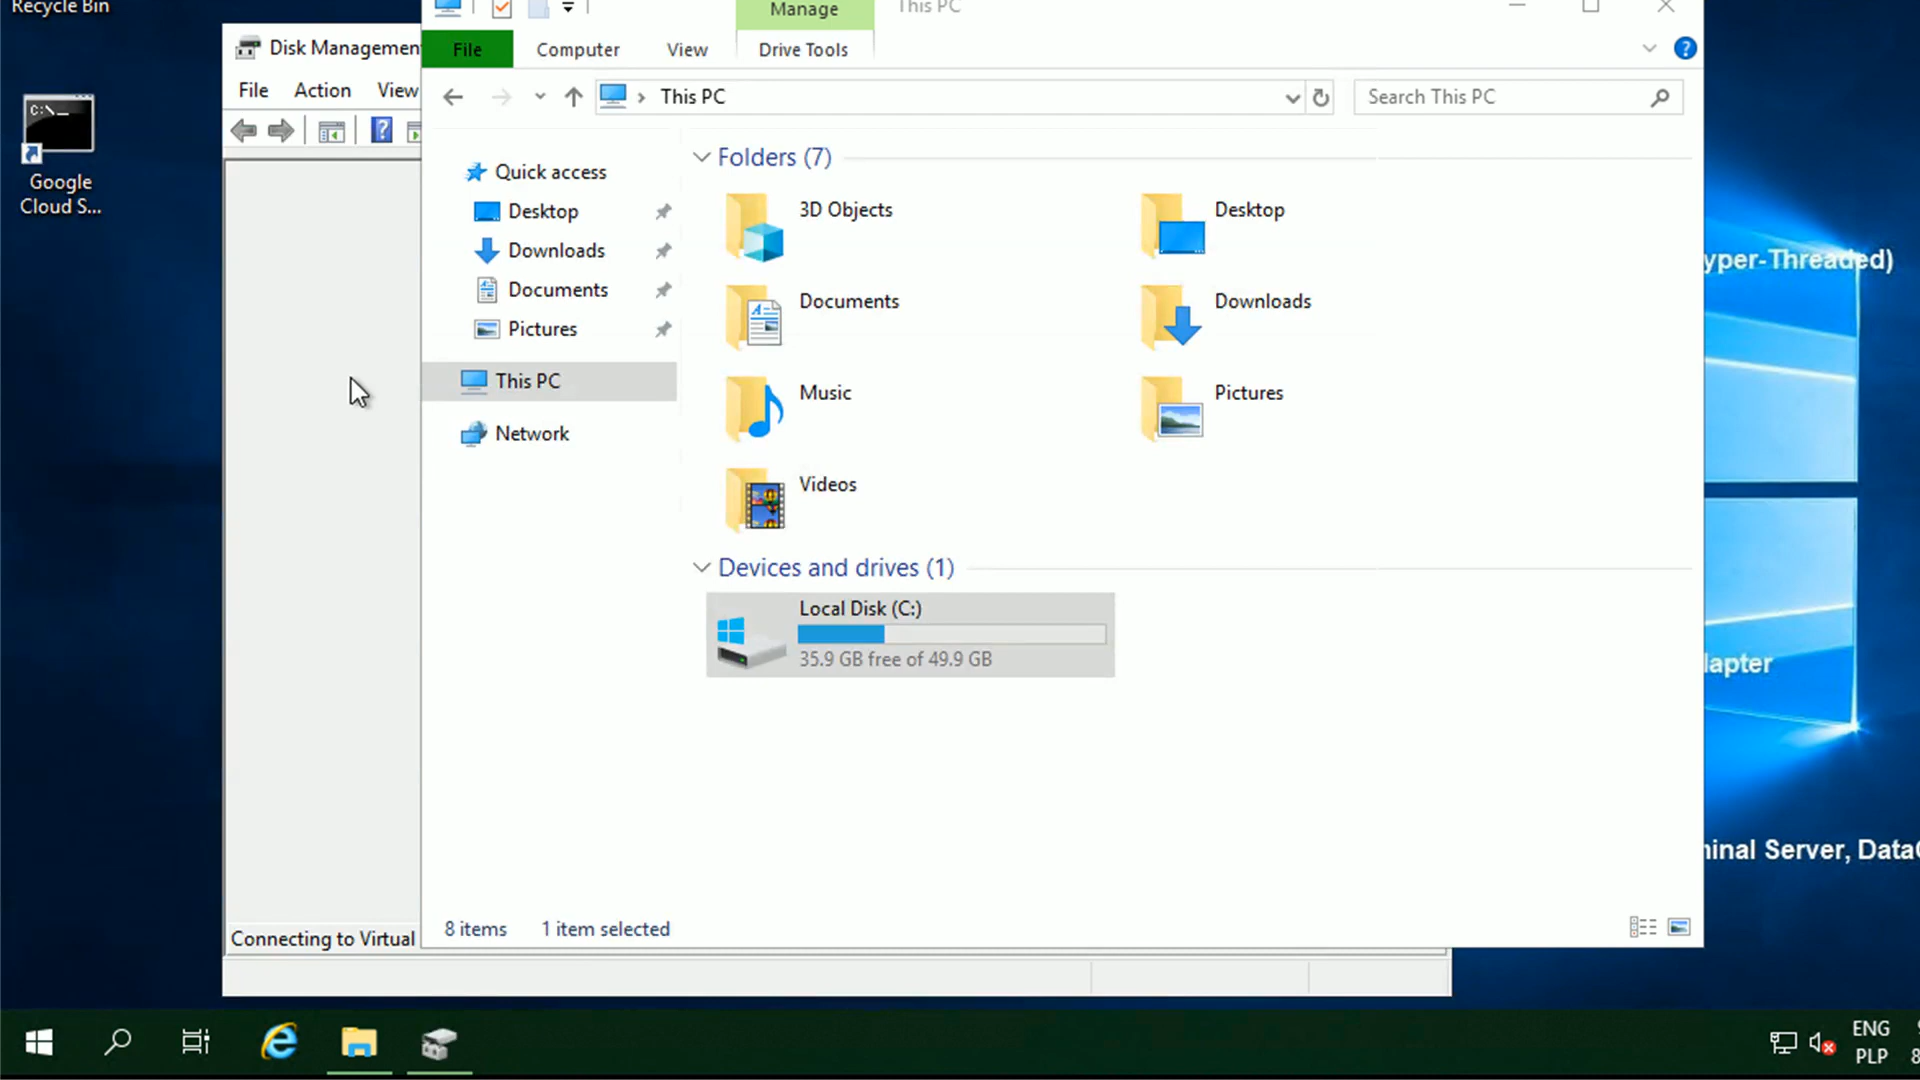 Recycle Bin
Google
Cloud S...
Disk Managemen
File Action View
Connecting to Virtual
Manage
This PC
File Computer View Drive Tools
This PC
Search This PC
Quick access
Desktop
Downloads
Documents
Pictures
This PC
Network
Folders (7)
3D Objects
Desktop
Documents
Downloads
Music
Pictures
Videos
Devices and drives (1)
Local Disk (C:)
35.9 GB free of 49.9 GB
8 items 1 item selected
yper-Threaded)
lapter
ninal Server, Data
ENG
PLP